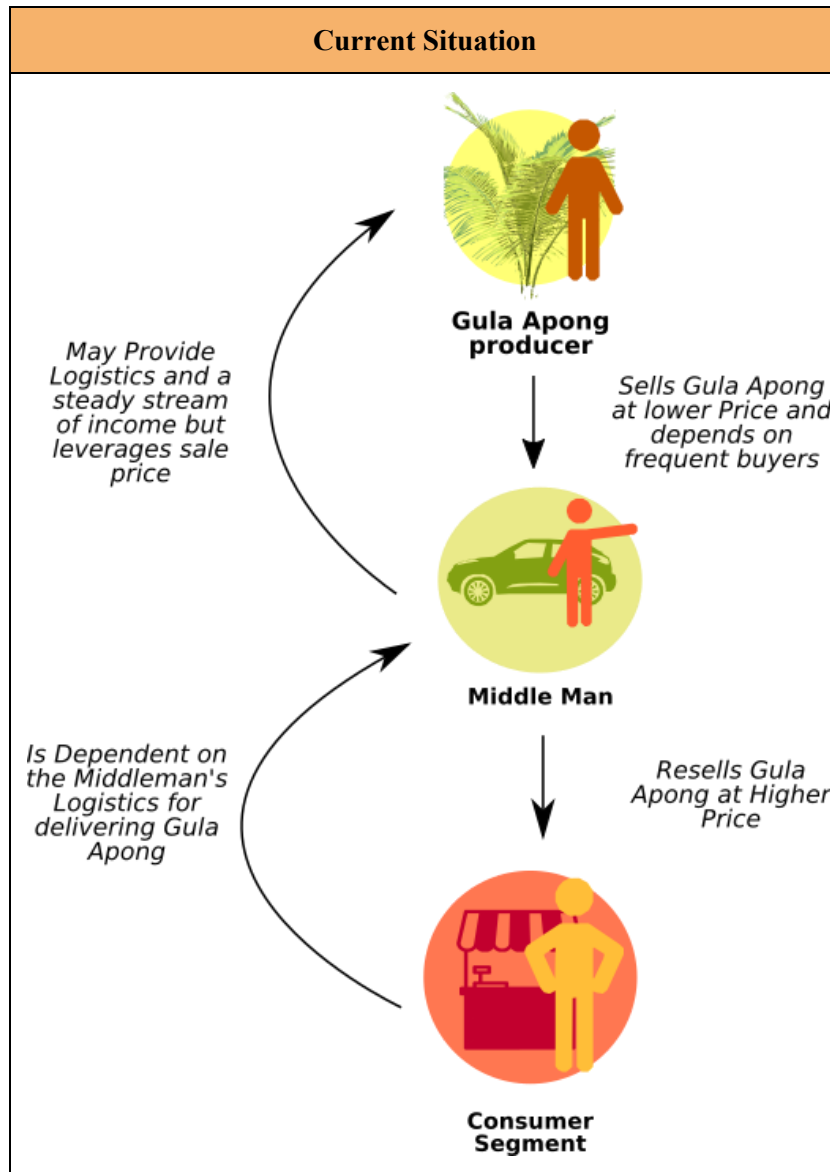 Current Situation
Gula Apong
producer
May Provide
Logistics and a
steady stream
of income but
leverages sale
price
Sells Gula Apong
at lower Price and
depends on
frequent buyers
Middle Man
Is Dependent on
the Middleman's
Logistics for
delivering Gula
Apong
Resells Gula
Apong at Higher
Price
Consumer
Segment